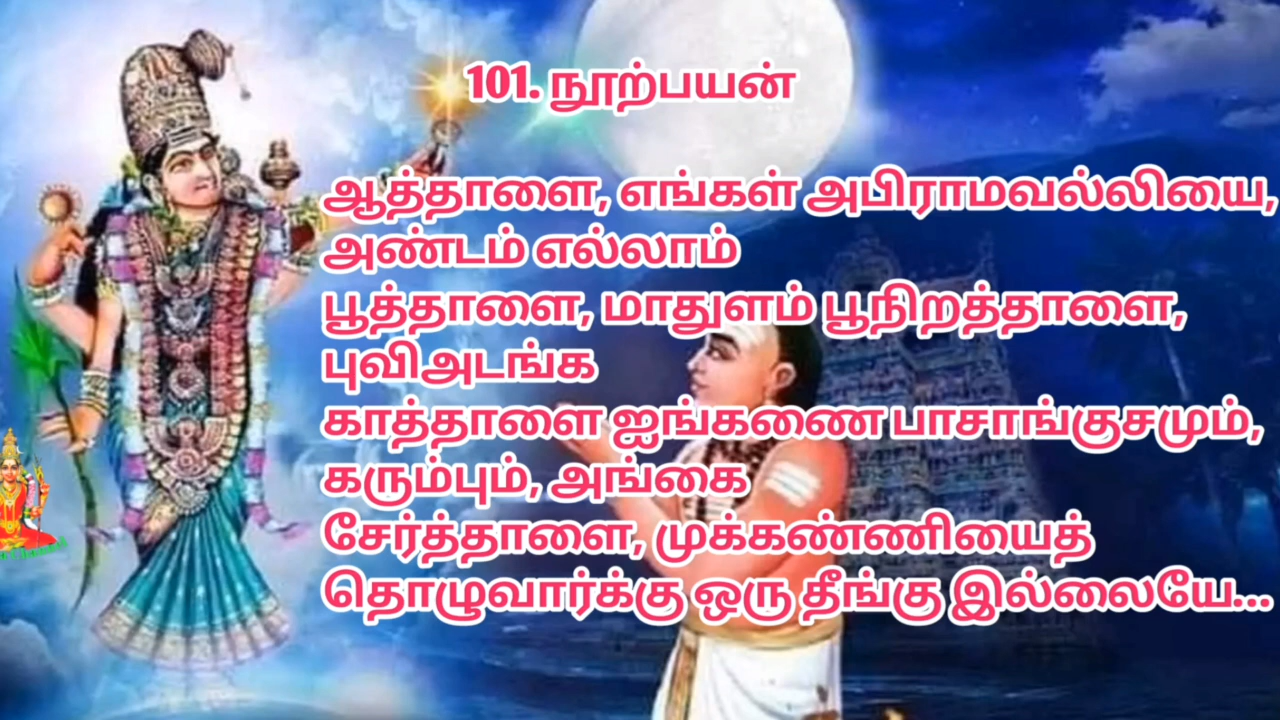 101. நூற்பயன்
ஆத்தாளை, எங்கள் அபிராமவல்லியை,
அண்டம் எல்லாம்
பூத்தாளை, மாதுளம் பூநிறத்தாளை,
புவிஅடங்க
காத்தாளை ஐங்கணை பாசாங்குசமும்,
கரும்பும், அங்கை
சேர்த்தாளை, முக்கண்ணியைத்
தொழுவார்க்கு ஒரு தீங்கு இல்லையே...